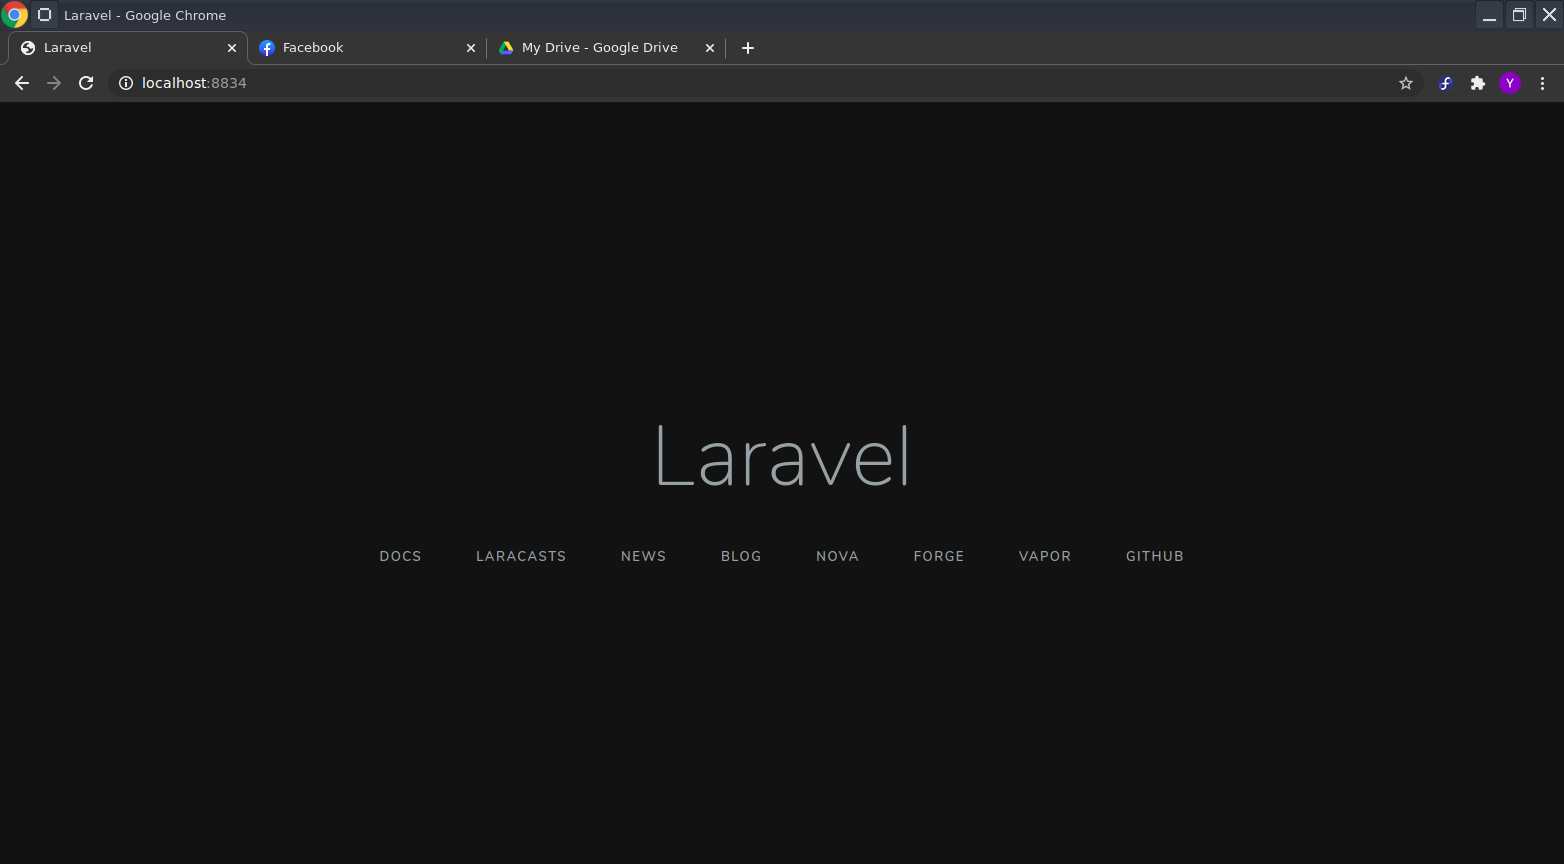 Laravel - Google Chrome
Laravel Facebook My Drive - Google Drive
localhost:8834 Y
Laravel
DOCS LARACASTS NEWS BLOG NOVA FORGE VAPOR GITHUB